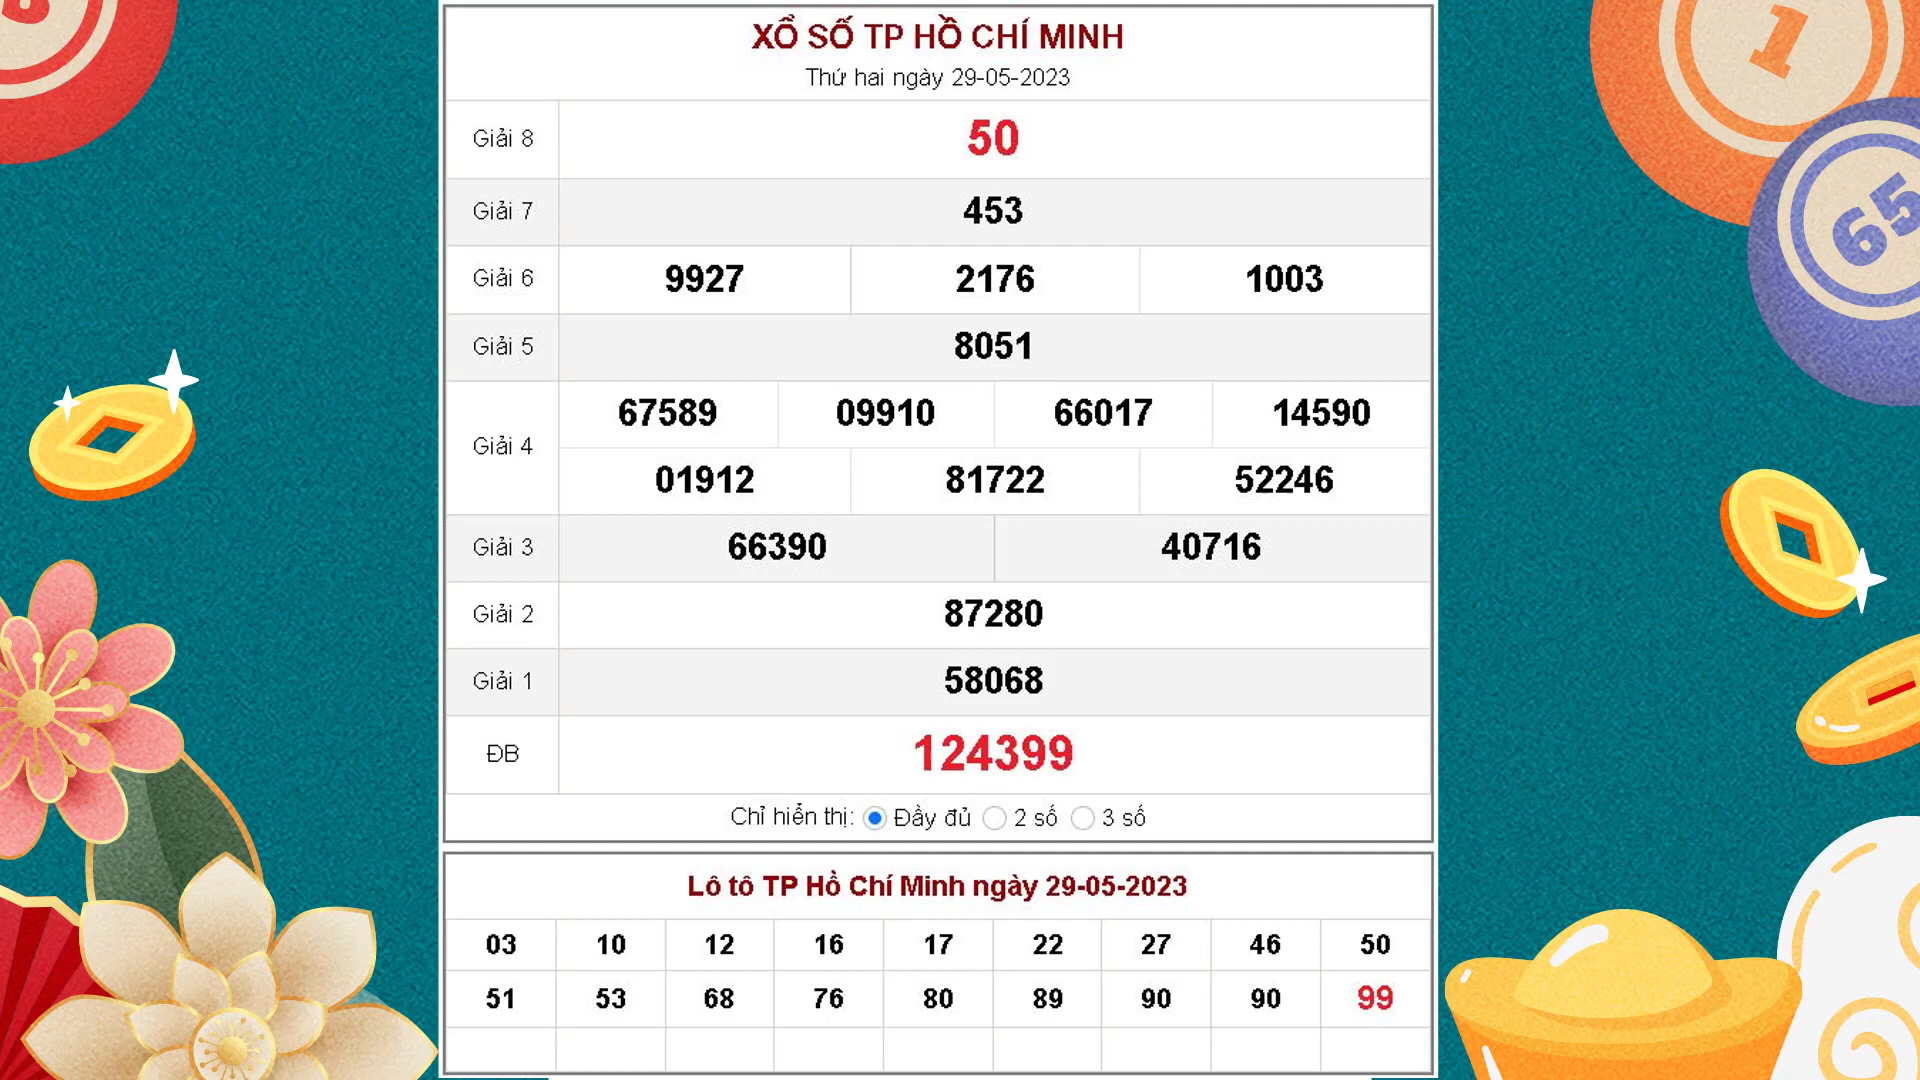 XỔ SỐ TP HỒ CHÍ MINH
Thứ hai ngày 29-05-2023
Giải 8 50
Giải 7 453
Giải 6 9927 2176 1003
Giải 5 8051
Giải 4 67589 09910 66017 14590
01912 81722 52246
Giải 3 66390 40716
Giải 2 87280
Giải 1 58068
ĐB 124399
Chỉ hiển thị: Đầy đủ 2 số 3 số
Lô tô TP Hồ Chí Minh ngày 29-05-2023
03 10 12 16 17 22 27 46 50
51 53 68 76 80 89 90 90 99
1
65